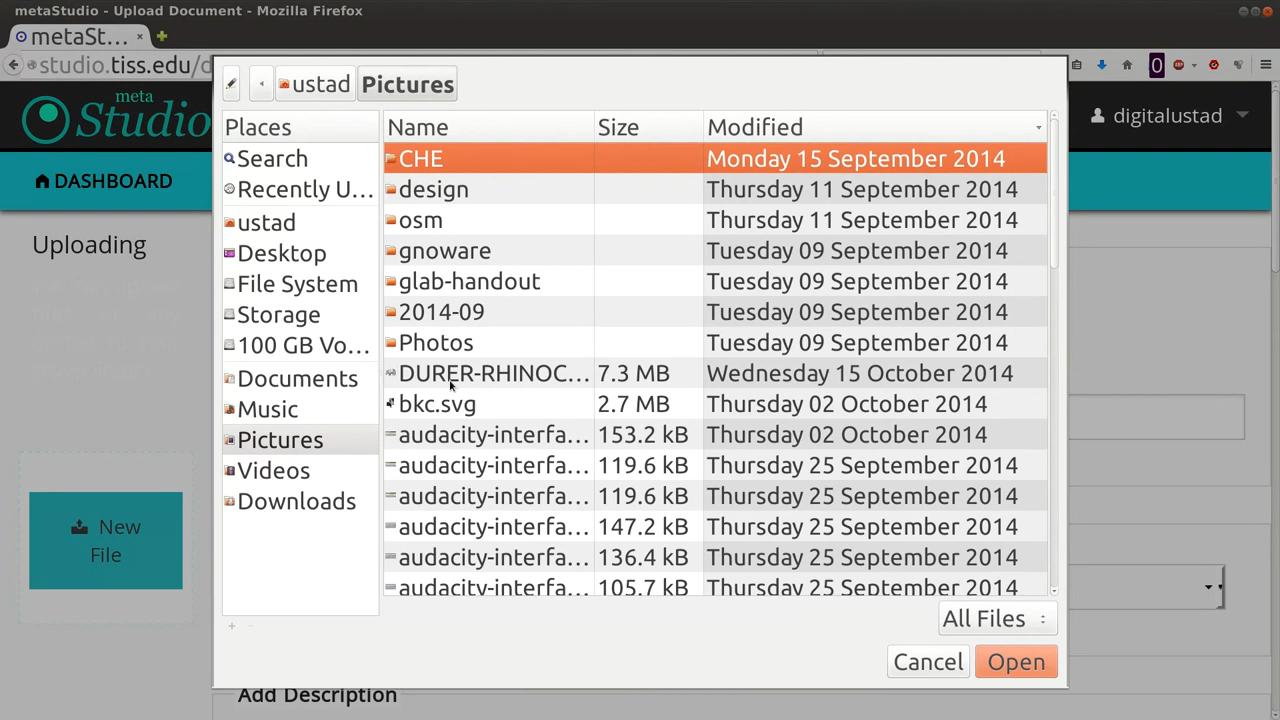 metaStudio - Upload Document - Mozilla Firefox
metaSt...
studio.tiss.edu/
meta
Studio
digitalustad
DASHBOARD
Uploading
New
File
Add Description
ustad
Pictures
Places
Search
Recently U...
ustad
Desktop
File System
Storage
100 GB Vo...
Documents
Music
Pictures
Videos
Downloads
Name Size Modified
CHE Monday 15 September 2014
design Thursday 11 September 2014
osm Thursday 11 September 2014
gnoware Tuesday 09 September 2014
glab-handout Tuesday 09 September 2014
2014-09 Tuesday 09 September 2014
Photos Tuesday 09 September 2014
DURER-RHINOC... 7.3 MB Wednesday 15 October 2014
bkc.svg 2.7 MB Thursday 02 October 2014
audacity-interfa... 153.2 kB Thursday 02 October 2014
audacity-interfa... 119.6 kB Thursday 25 September 2014
audacity-interfa... 119.6 kB Thursday 25 September 2014
audacity-interfa... 147.2 kB Thursday 25 September 2014
audacity-interfa... 136.4 kB Thursday 25 September 2014
audacity-interfa... 105.7 kB Thursday 25 September 2014
All Files
Cancel Open